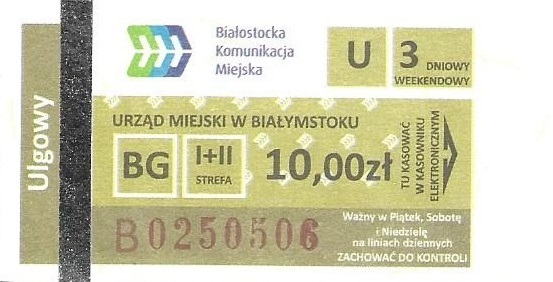 Ulgowy
Białostocka
Komunikacja
Miejska
U
3 DNIOWY
WEEKENDOWY
URZĄD MIEJSKI W BIAŁYMSTOKU
BG
I+II
STREFA
10,00zł
TU KASOWAĆ
W KASOWNIKU
ELEKTRONICZNYM
B0250506
Ważny w Piątek, Sobotę
i Niedzielę
na liniach dziennych
ZACHOWAĆ DO KONTROLI